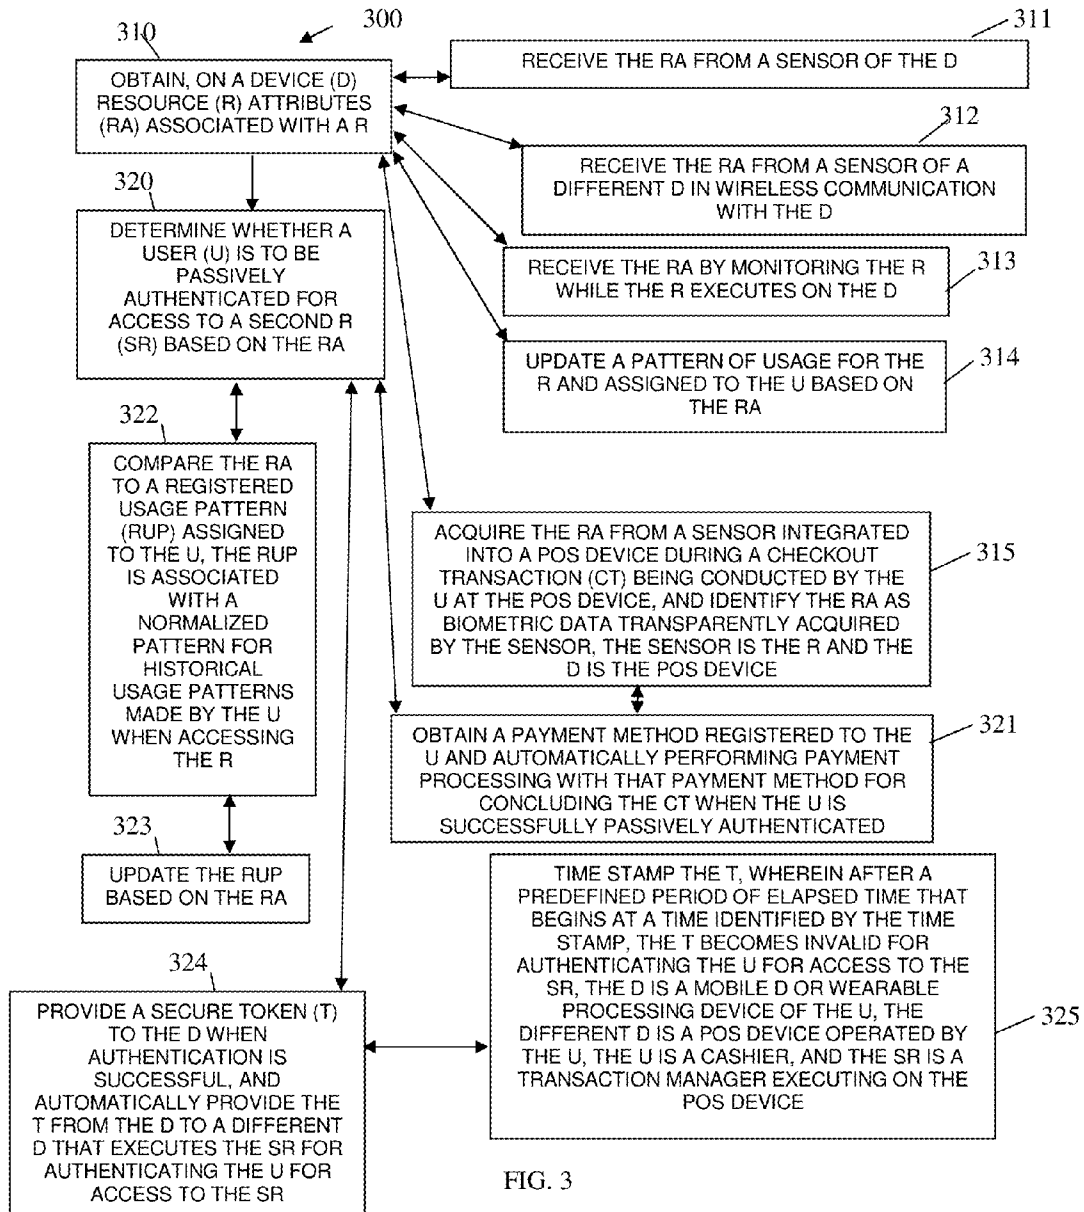 300
310
OBTAIN, ON A DEVICE (D)
RESOURCE (R) ATTRIBUTES
(RA) ASSOCIATED WITH A R
311
RECEIVE THE RA FROM A SENSOR OF THE D
312
RECEIVE THE RA FROM A SENSOR OF A
DIFFERENT D IN WIRELESS COMMUNICATION
WITH THE D
320
DETERMINE WHETHER A
USER (U) IS TO BE
PASSIVELY
AUTHENTICATED FOR
ACCESS TO A SECOND R
(SR) BASED ON THE RA
RECEIVE THE RA BY MONITORING THE R
WHILE THE R EXECUTES ON THE D
313
UPDATE A PATTERN OF USAGE FOR THE
R AND ASSIGNED TO THE U BASED ON
THE RA
314
322
COMPARE THE RA
TO A REGISTERED
USAGE PATTERN
(RUP) ASSIGNED
TO THE U, THE RUP
IS ASSOCIATED
WITH A
NORMALIZED
PATTERN FOR
HISTORICAL
USAGE PATTERNS
MADE BY THE U
WHEN ACCESSING
THE R
ACQUIRE THE RA FROM A SENSOR INTEGRATED
INTO A POS DEVICE DURING A CHECKOUT
TRANSACTION (CT) BEING CONDUCTED BY THE
U AT THE POS DEVICE, AND IDENTIFY THE RA AS
BIOMETRIC DATA TRANSPARENTLY ACQUIRED
BY THE SENSOR, THE SENSOR IS THE R AND THE
D IS THE POS DEVICE
315
OBTAIN A PAYMENT METHOD REGISTERED TO THE
U AND AUTOMATICALLY PERFORMING PAYMENT
PROCESSING WITH THAT PAYMENT METHOD FOR
CONCLUDING THE CT WHEN THE U IS
SUCCESSFULLY PASSIVELY AUTHENTICATED
321
323
UPDATE THE RUP
BASED ON THE RA
324
PROVIDE A SECURE TOKEN (T)
TO THE D WHEN
AUTHENTICATION IS
SUCCESSFUL, AND
AUTOMATICALLY PROVIDE THE
T FROM THE D TO A DIFFERENT
D THAT EXECUTES THE SR FOR
AUTHENTICATING THE U FOR
ACCESS TO THE SR
TIME STAMP THE T, WHEREIN AFTER A
PREDEFINED PERIOD OF ELAPSED TIME THAT
BEGINS AT A TIME IDENTIFIED BY THE TIME
STAMP, THE T BECOMES INVALID FOR
AUTHENTICATING THE U FOR ACCESS TO THE
SR, THE D IS A MOBILE D OR WEARABLE
PROCESSING DEVICE OF THE U, THE
DIFFERENT D IS A POS DEVICE OPERATED BY
THE U, THE U IS A CASHIER, AND THE SR IS A
TRANSACTION MANAGER EXECUTING ON THE
POS DEVICE
325
FIG. 3